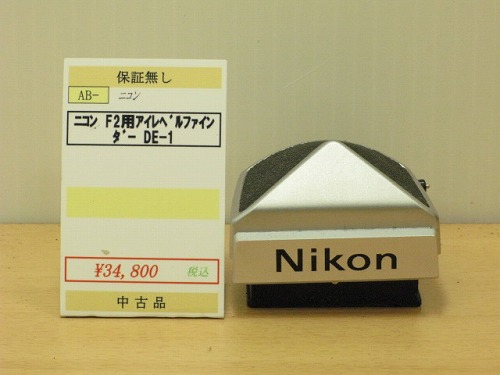 保証無し
AB- ニコン
ニコン F2用アイレベルファイン
ダー DE-1
¥34,800 税込
中古品
Nikon